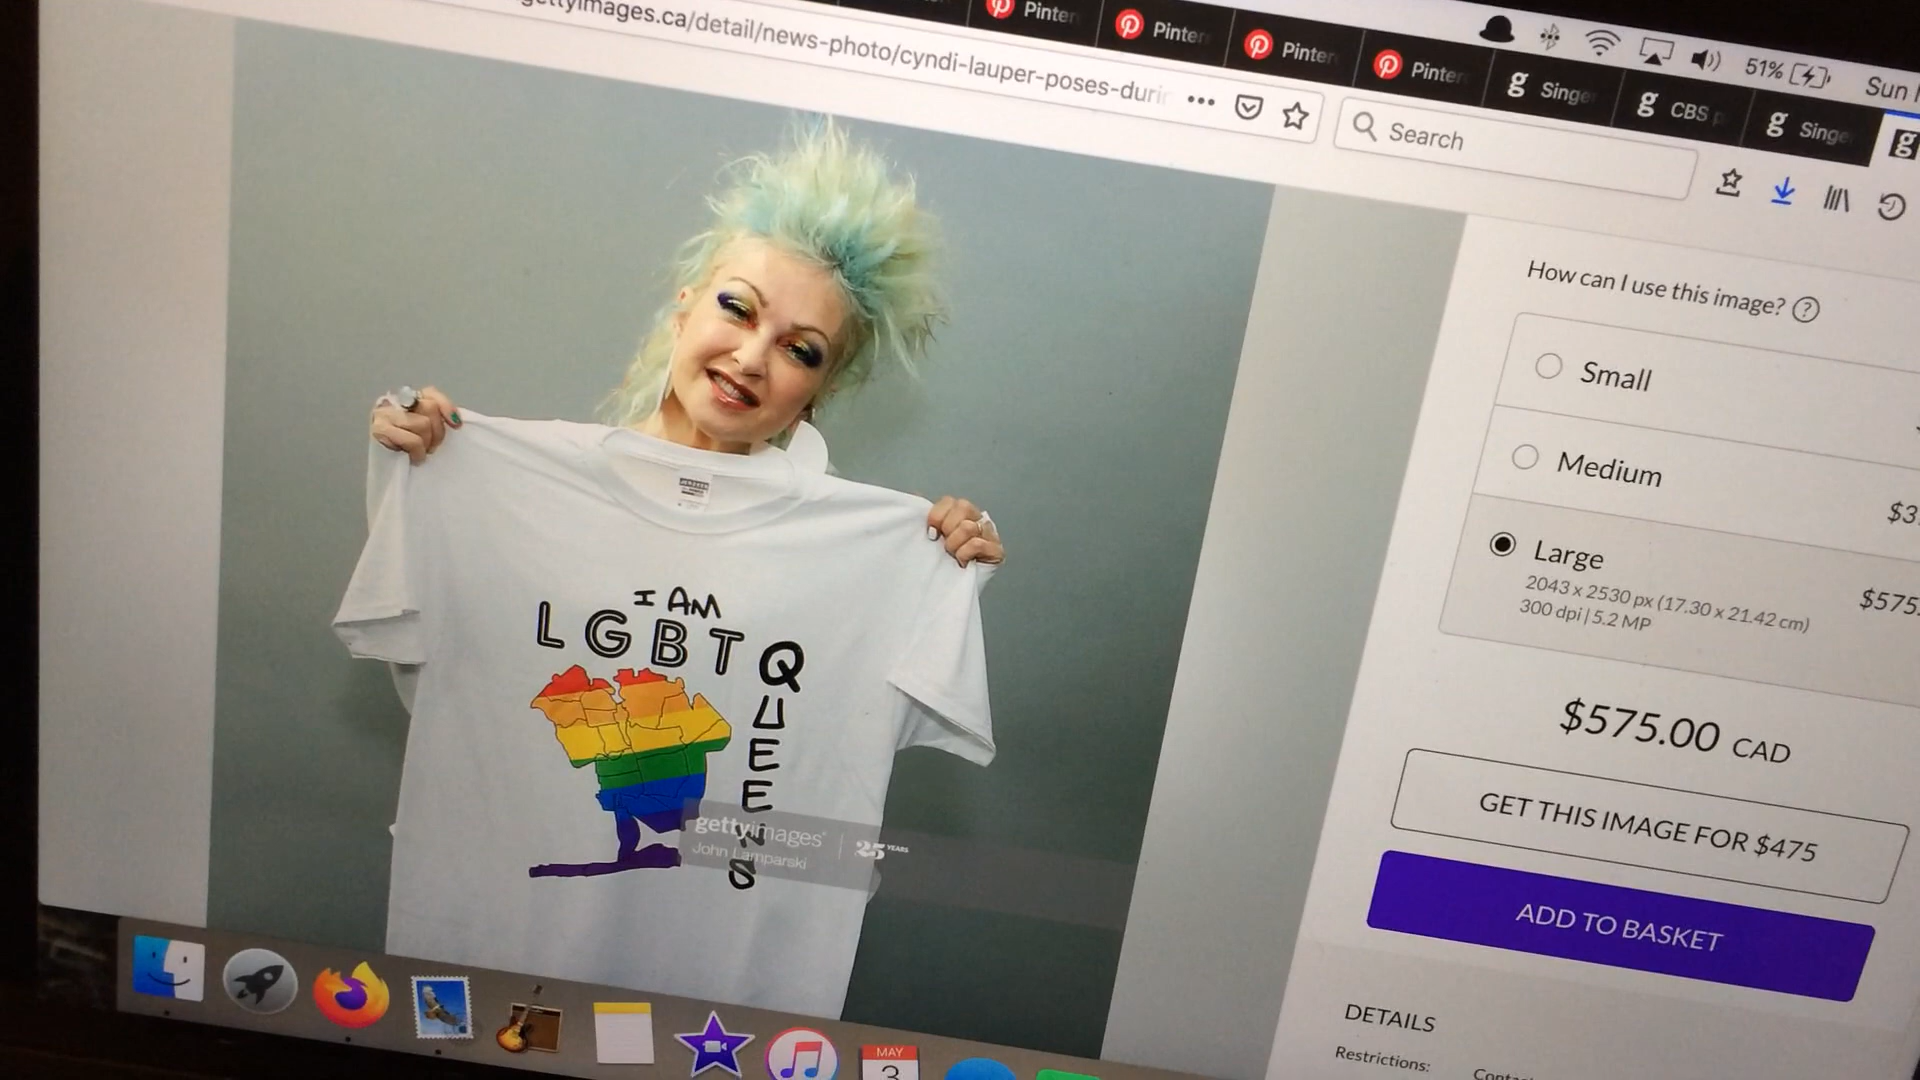 gettyimages.ca/detail/news-photo/cyndi-lauper-poses-duri
Pinter
Pinter
Pinter
Pinter
Singe
CBS
Singe
51%
Sun
Search
I AM
LGBTQ
UEENS
gettyimages
John Lamparski
25 YEARS
How can I use this image?
Small
Medium
$3
Large
$575
2043 x 2530 px (17.30 x 21.42 cm)
300 dpi | 5.2 MP
$575.00 CAD
GET THIS IMAGE FOR $475
ADD TO BASKET
DETAILS
Restrictions:
MAY
3